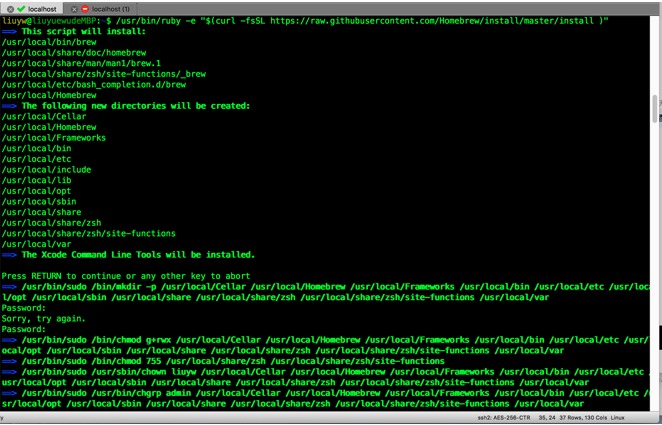 localhost localhost (1)
liuyw@liuyuewudeMBP:~$ /usr/bin/ruby -e "$(curl -fsSL https://raw.githubusercontent.com/Homebrew/install/master/install )"
==> This script will install:
/usr/local/bin/brew
/usr/local/share/doc/homebrew
/usr/local/share/man/man1/brew.1
/usr/local/share/zsh/site-functions/_brew
/usr/local/etc/bash_completion.d/brew
/usr/local/Homebrew
==> The following new directories will be created:
/usr/local/Cellar
/usr/local/Homebrew
/usr/local/Frameworks
/usr/local/bin
/usr/local/etc
/usr/local/include
/usr/local/lib
/usr/local/opt
/usr/local/sbin
/usr/local/share
/usr/local/share/zsh
/usr/local/share/zsh/site-functions
/usr/local/var
==> The Xcode Command Line Tools will be installed.
Press RETURN to continue or any other key to abort
==> /usr/bin/sudo /bin/mkdir -p /usr/local/Cellar /usr/local/Homebrew /usr/local/Frameworks /usr/local/bin /usr/local/etc /usr/loca
l/opt /usr/local/sbin /usr/local/share /usr/local/share/zsh /usr/local/share/zsh/site-functions /usr/local/var
Password:
Sorry, try again.
Password:
==> /usr/bin/sudo /bin/chmod g+rwx /usr/local/Cellar /usr/local/Homebrew /usr/local/Frameworks /usr/local/bin /usr/local/etc /usr/
ocal/opt /usr/local/sbin /usr/local/share /usr/local/share/zsh /usr/local/share/zsh/site-functions /usr/local/var
==> /usr/bin/sudo /bin/chmod 755 /usr/local/share/zsh /usr/local/share/zsh/site-functions
==> /usr/bin/sudo /usr/sbin/chown liuyw /usr/local/Cellar /usr/local/Homebrew /usr/local/Frameworks /usr/local/bin /usr/local/etc
usr/local/opt /usr/local/sbin /usr/local/share /usr/local/share/zsh /usr/local/share/zsh/site-functions /usr/local/var
==> /usr/bin/sudo /usr/bin/chgrp admin /usr/local/Cellar /usr/local/Homebrew /usr/local/Frameworks /usr/local/bin /usr/local/etc /
sr/local/opt /usr/local/sbin /usr/local/share /usr/local/share/zsh /usr/local/share/zsh/site-functions /usr/local/var
y ssh2: AES-256-CTR 35, 24 37 Rows, 130 Cols Linux